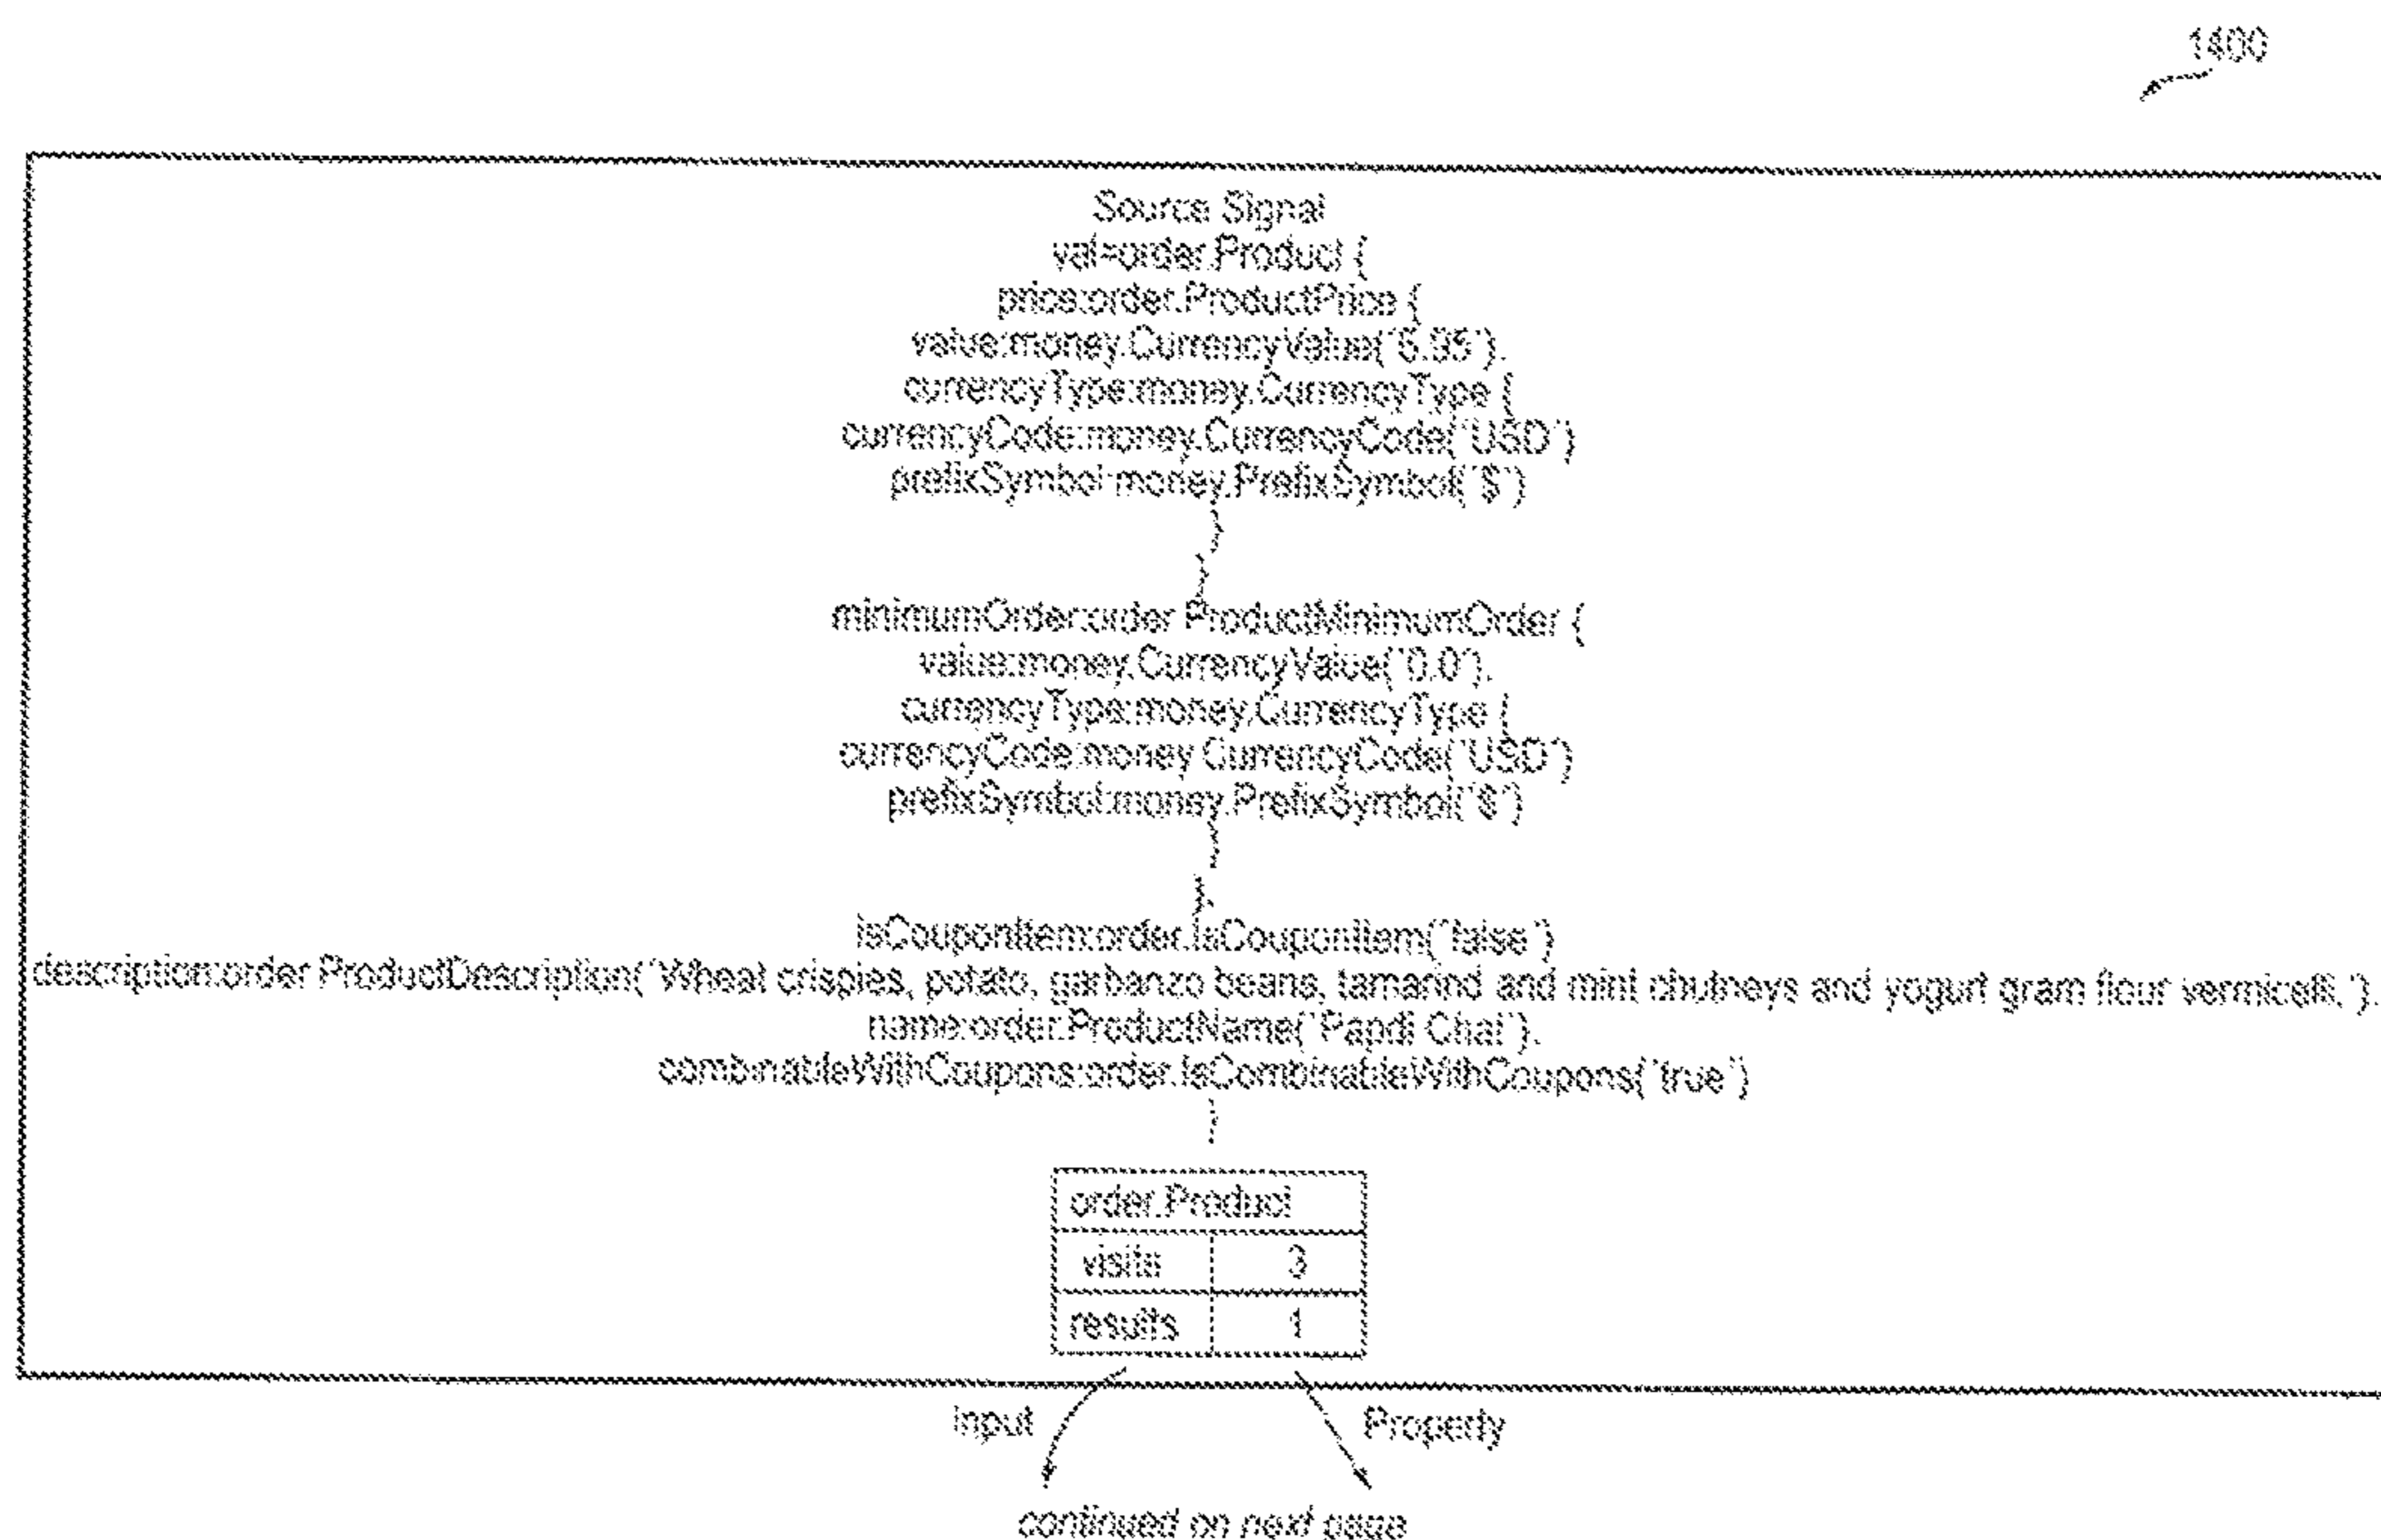 1400
Source Signal
val=order.Product {
price:order.ProductPrice {
value:money.CurrencyValue(`6.95`).
currencyType:money.CurrencyType {
currencyCode:money.CurrencyCode(`USD`)
prefixSymbol:money.PrefixSymbol(`$`)
}
}
minimumOrder:order.ProductMinimumOrder {
value:money.CurrencyValue(`0.0`).
currencyType:money.CurrencyType {
currencyCode:money.CurrencyCode(`USD`)
prefixSymbol:money.PrefixSymbol(`$`)
}
}.
isCouponItem:order.IsCouponItem(`false`)
description:order.ProductDescription(`Wheat crispies, potato, garbanzo beans, tamarind and mint chutneys and yogurt gram flour vermicelli.`).
name:order.ProductName(`Papdi Chat`).
combinableWithCoupons:order.IsCombinableWithCoupons(`true`)
}
order.Product
visits 3
results 1
Input Property
continued on next page